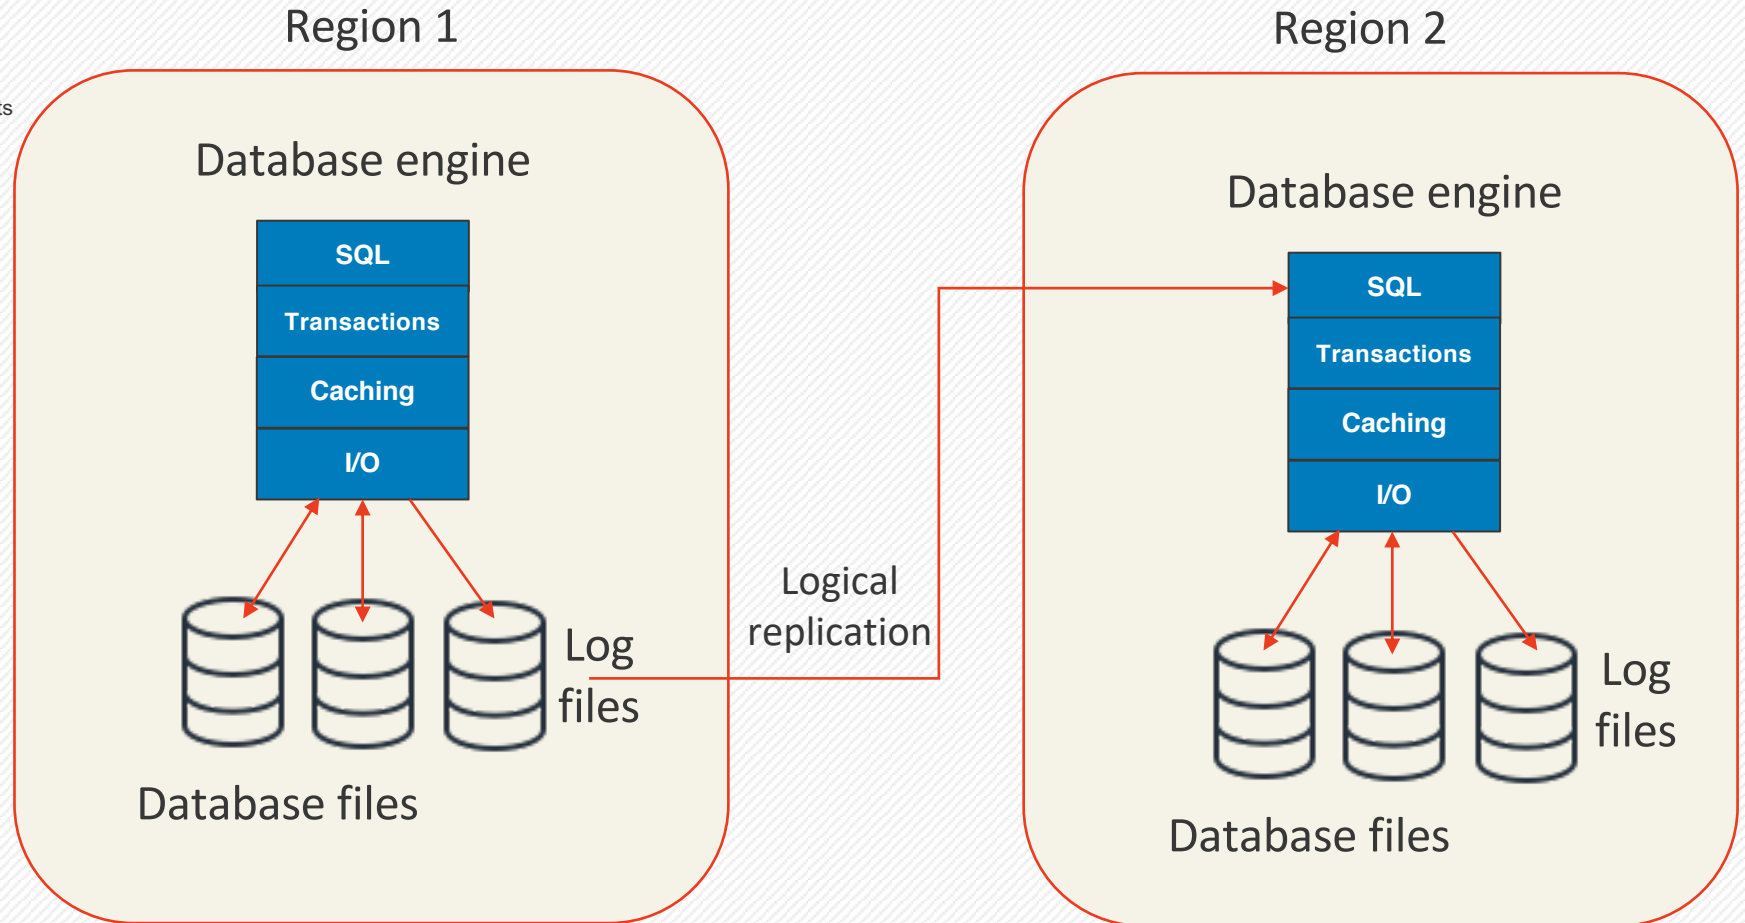 Region 1
Region 2
Database engine
SQL
Transactions
Caching
I/O
Log
files
Database files
Logical
replication
Database engine
SQL
Transactions
Caching
I/O
Log
files
Database files